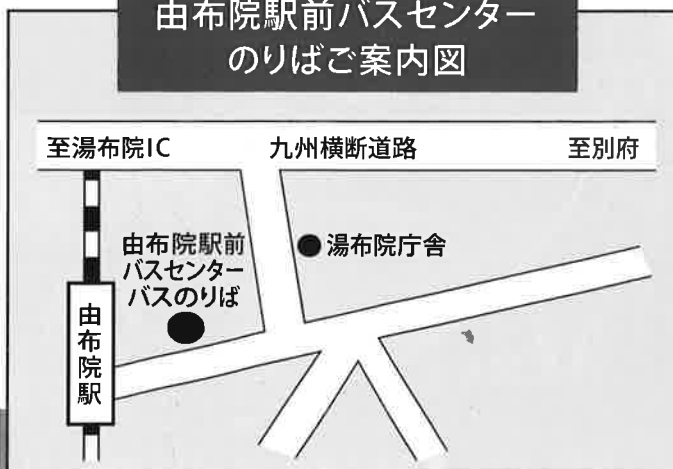 由布院駅前バスセンター
のりばご案内図
至湯布院IC 九州横断道路 至別府
由布院駅前
バスセンター
バスのりば
湯布院庁舎
由布院駅